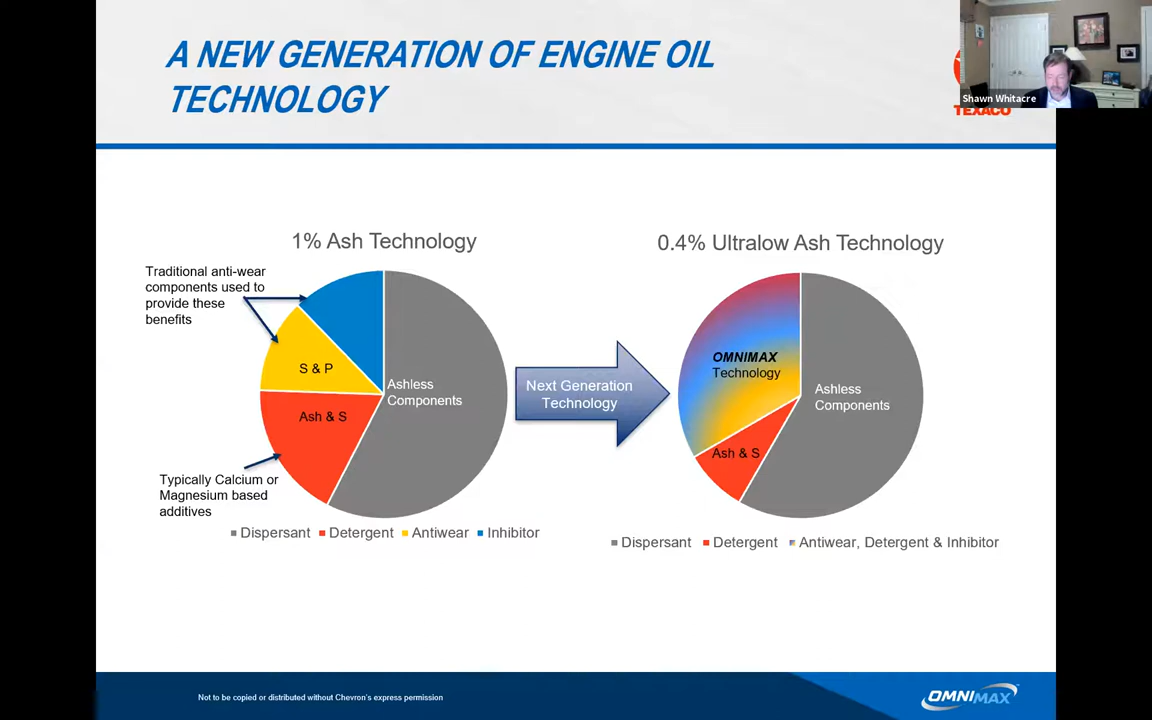 A NEW GENERATION OF ENGINE OIL
TECHNOLOGY
Shawn Whitacre
TEXACO
1% Ash Technology
Traditional anti-wear
components used to
provide these
benefits
S & P
Ash & S
Ashless
Components
Typically Calcium or
Magnesium based
additives
Dispersant Detergent Antiwear Inhibitor
Next Generation
Technology
0.4% Ultralow Ash Technology
OMNIMAX
Technology
Ashless
Components
Ash & S
Dispersant Detergent Antiwear, Detergent & Inhibitor
Not to be copied or distributed without Chevron's express permission
OMNIMAX